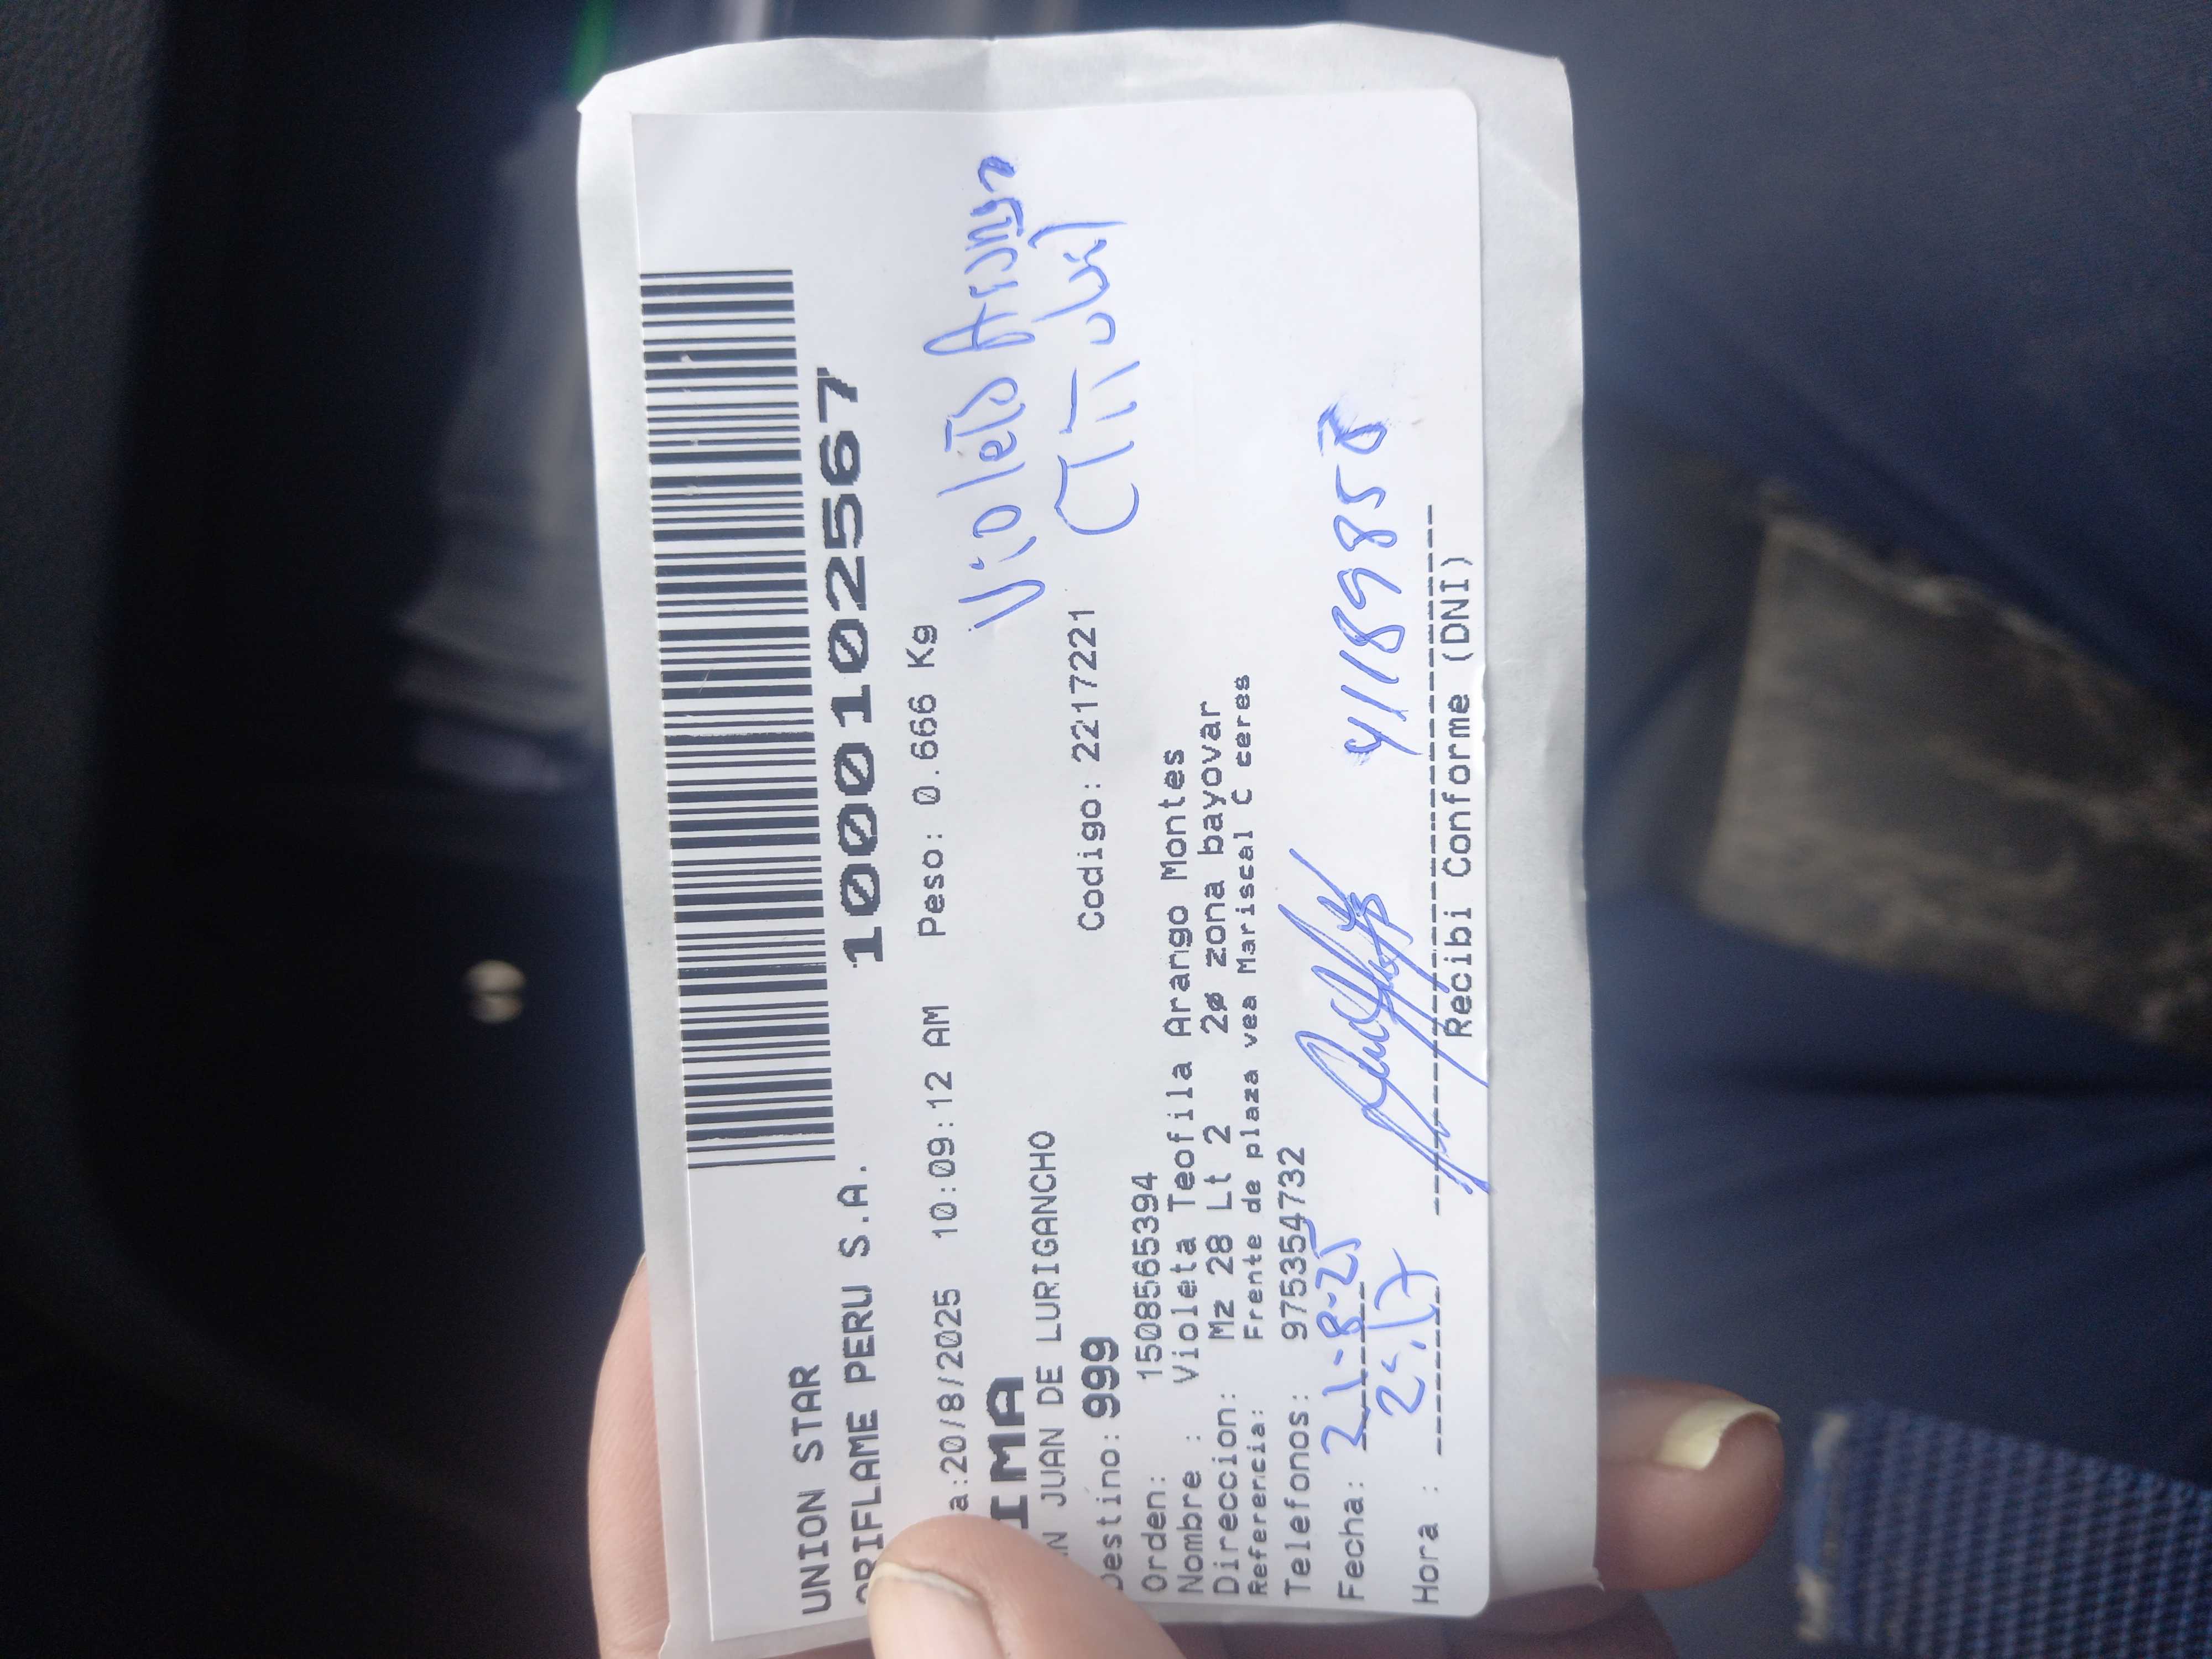 UNION STAR
ORIFLAME PERU S.A. 1000102567
a:20/8/2025 10:09:12 AM Peso: 0.666 Kg
Violeta Arango
IMA
(Titular)
N JUAN DE LURIGANCHO
Destino: 999 Codigo: 2217221
Orden: 1508565394
Nombre : Violeta Teofila Arango Montes
Direccion: Mz 28 Lt 2 2ø zona bayovar
Referencia: Frente de plaza vea Mariscal C ceres
Telefonos: 975354732
Fecha: 21-8-25 41189858
Hora : 2:17
Recibi Conforme (DNI)